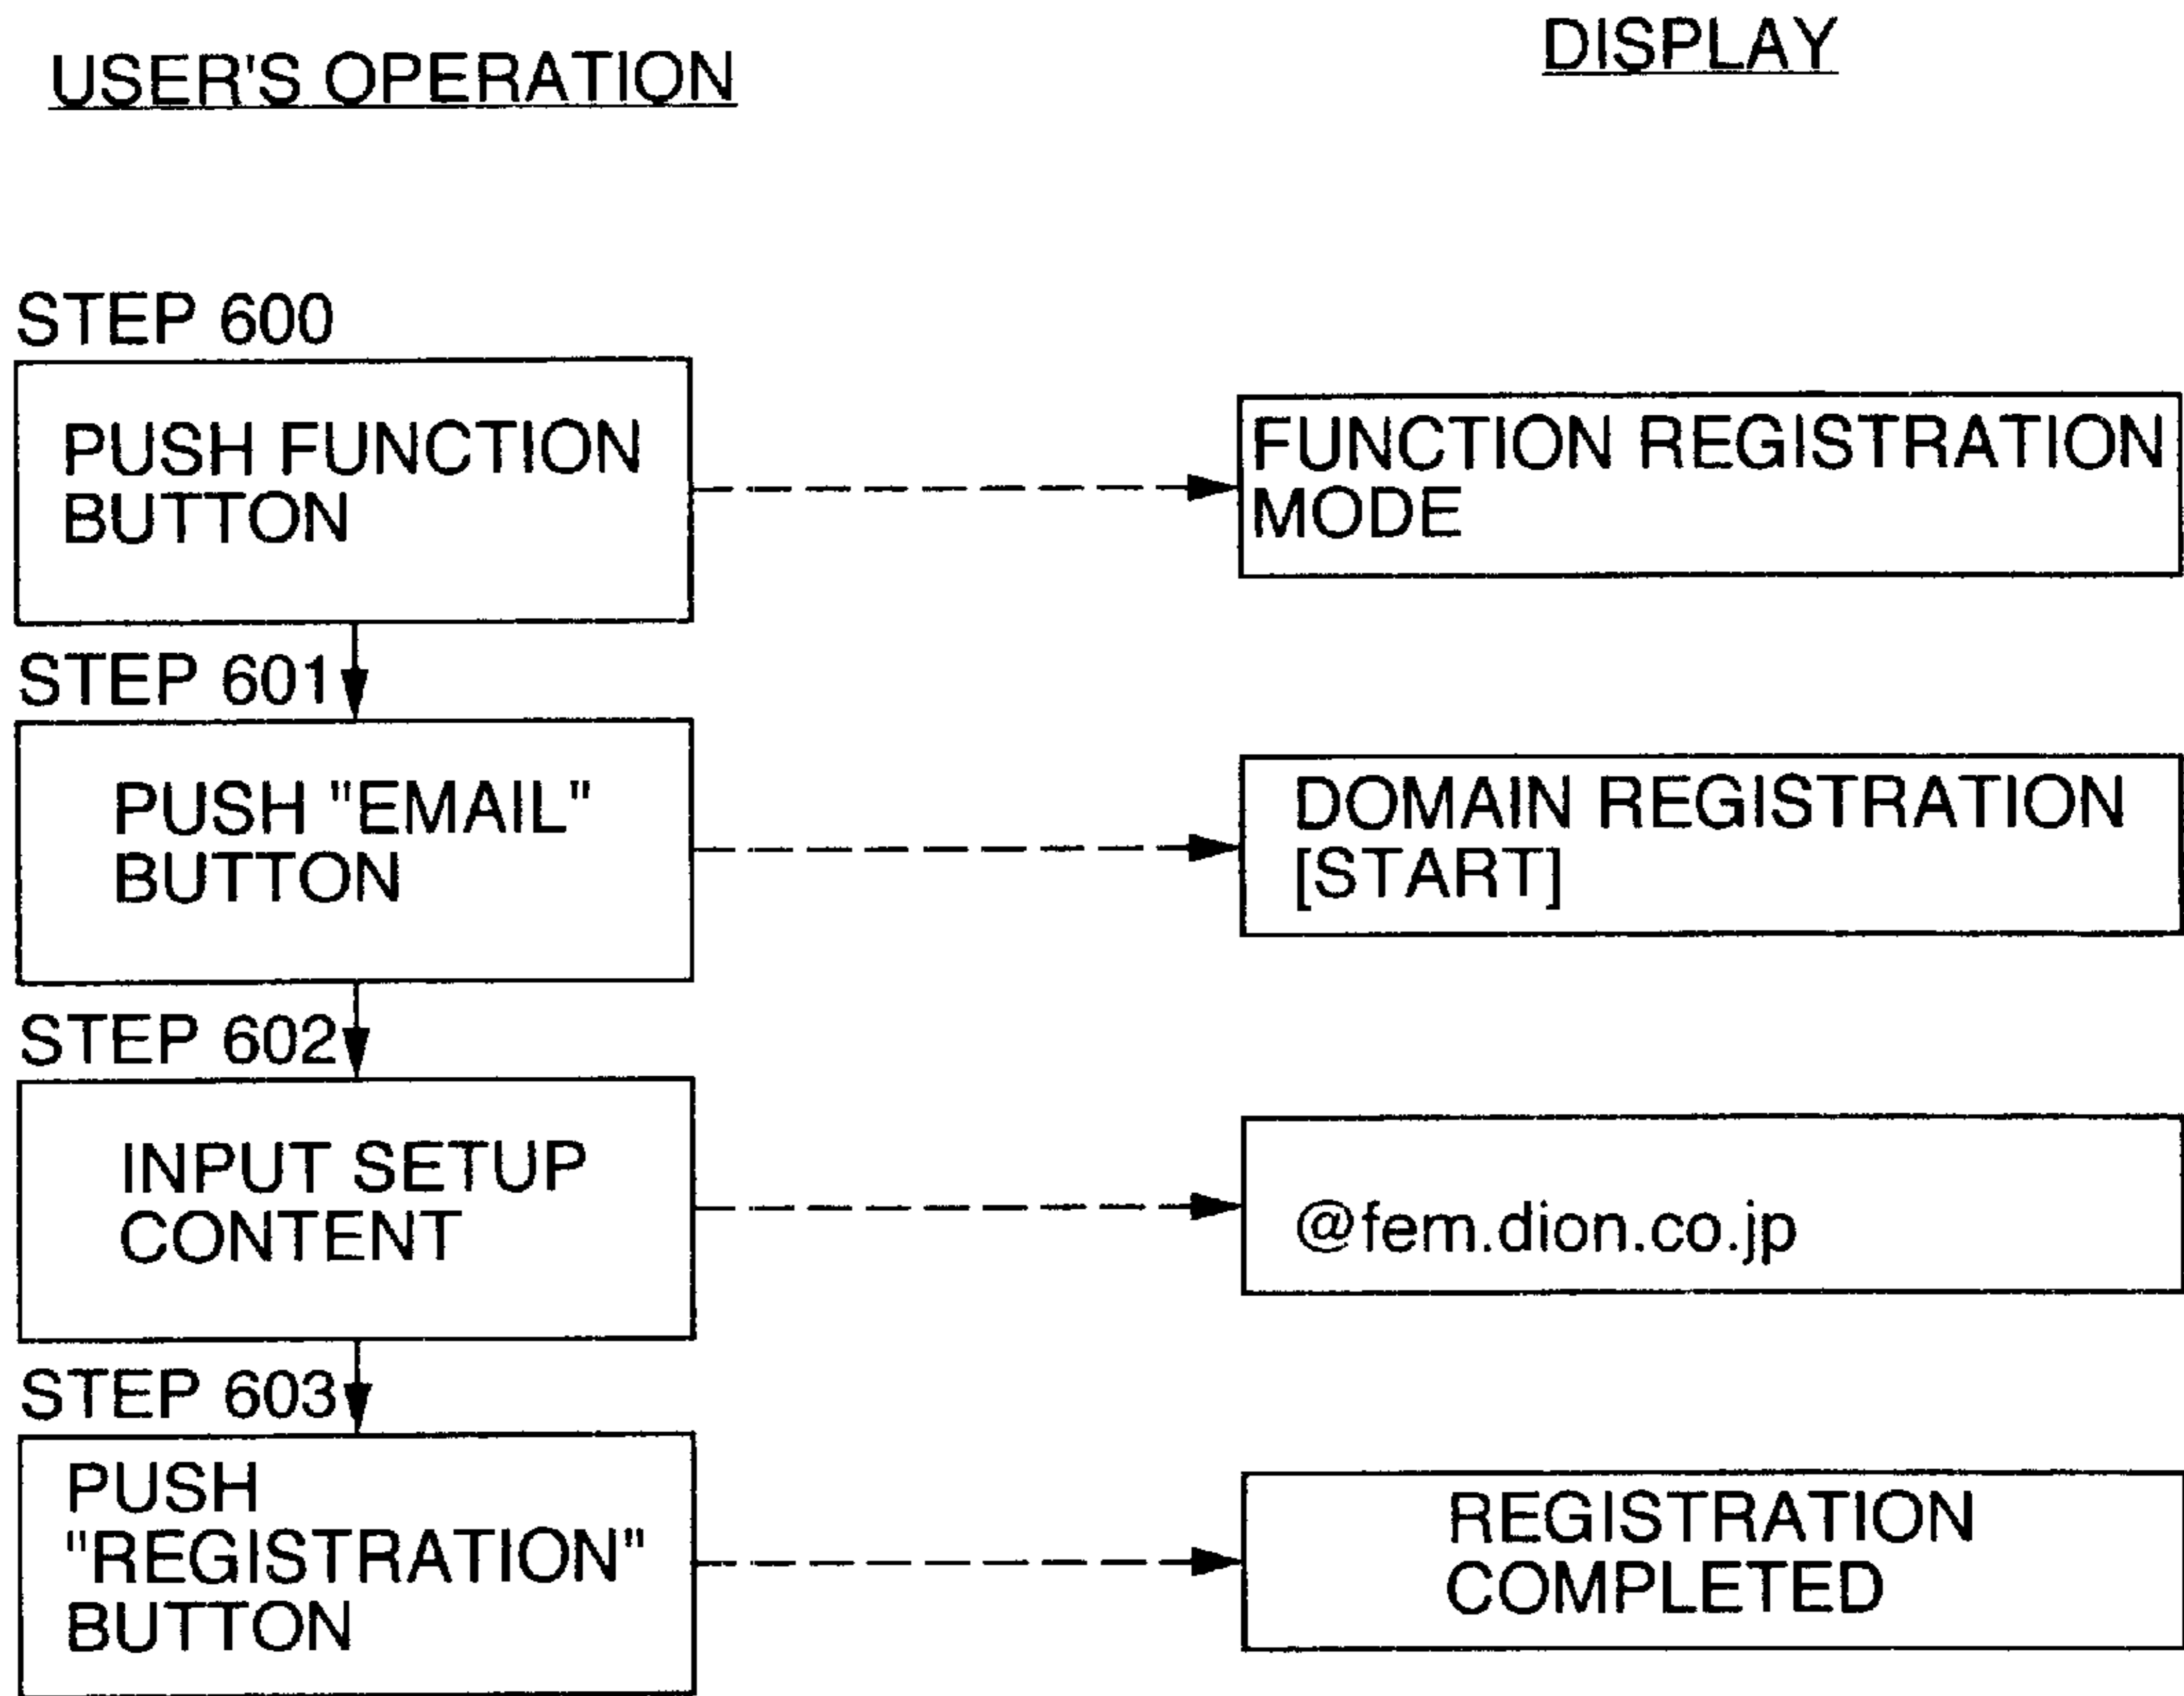 USER'S OPERATION
DISPLAY
STEP 600
PUSH FUNCTION
BUTTON
FUNCTION REGISTRATION
MODE
STEP 601
PUSH "EMAIL"
BUTTON
DOMAIN REGISTRATION
[START]
STEP 602
INPUT SETUP
CONTENT
@fem.dion.co.jp
STEP 603
PUSH
"REGISTRATION"
BUTTON
REGISTRATION
COMPLETED